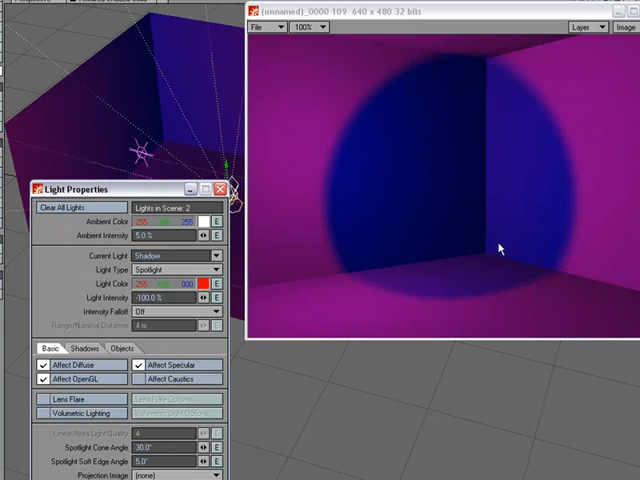 Perspective
(unnamed)_0000 109 640 x 480 32 bits
File 100% Layer Image
Light Properties
Clear All Lights Lights in Scene: 2
Ambient Color 255 255 E
Ambient Intensity 5.0 % E
Current Light Shadow
Light Type Spotlight
Light Color 255 000 E
Light Intensity -100.0 % E
Intensity Falloff Off
Range/Nominal Distance 4 m E
Basic Shadows Objects
Affect Diffuse Affect Specular
Affect OpenGL Affect Caustics
Lens Flare Lens Flare Options
Volumetric Lighting Volumetric Light Options
Linear/Area Light Quality 4 E
Spotlight Cone Angle 30.0° E
Spotlight Soft Edge Angle 5.0° E
Projection Image (none)